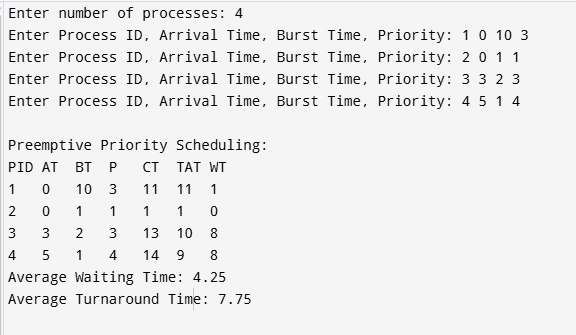 Enter number of processes: 4
Enter Process ID, Arrival Time, Burst Time, Priority: 1 0 10 3
Enter Process ID, Arrival Time, Burst Time, Priority: 2 0 1 1
Enter Process ID, Arrival Time, Burst Time, Priority: 3 3 2 3
Enter Process ID, Arrival Time, Burst Time, Priority: 4 5 1 4
Preemptive Priority Scheduling:
PID AT BT P CT TAT WT
1 0 10 3 11 11 1
2 0 1 1 1 1 0
3 3 2 3 13 10 8
4 5 1 4 14 9 8
Average Waiting Time: 4.25
Average Turnaround Time: 7.75